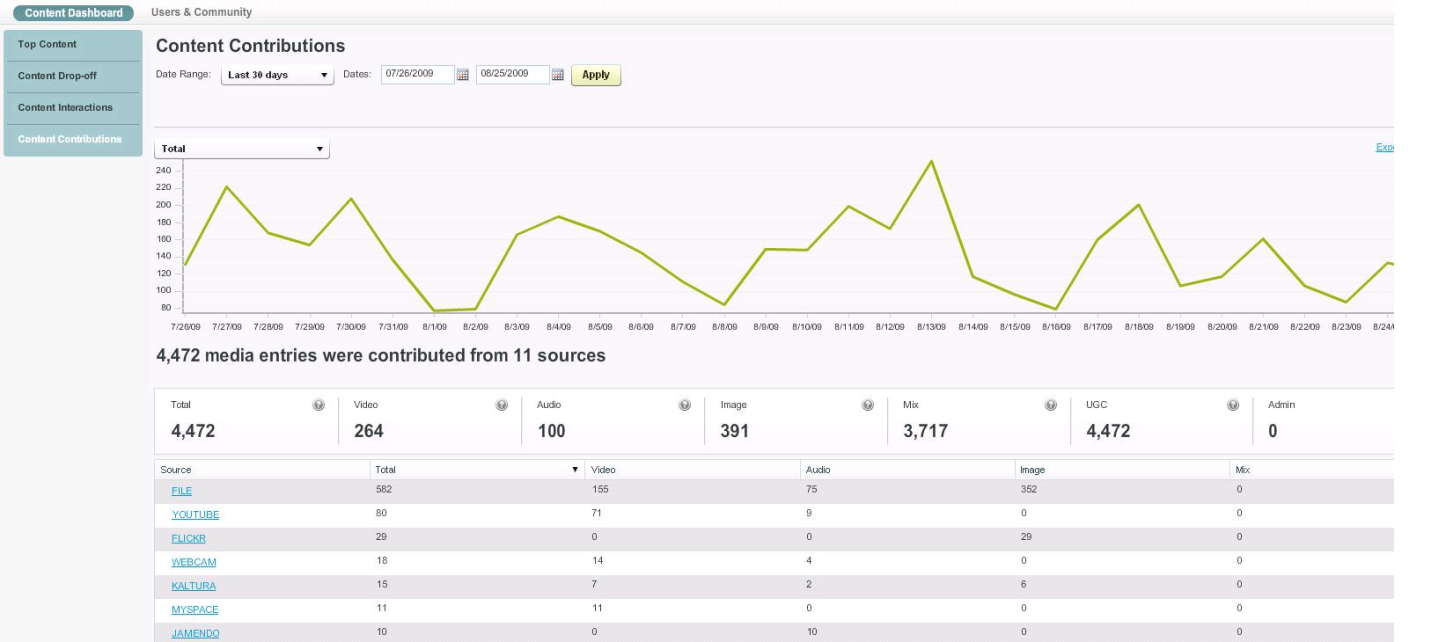 Content Dashboard Users & Community
Top Content
Content Drop-off
Content Interactions
Content Contributions
Content Contributions
Date Range: Last 30 days Dates: 07/26/2009 08/25/2009 Apply
Total
Expo
240
220
200
180
160
140
120
100
80
7/26/09 7/27/09 7/28/09 7/29/09 7/30/09 7/31/09 8/1/09 8/2/09 8/3/09 8/4/09 8/5/09 8/6/09 8/7/09 8/8/09 8/9/09 8/10/09 8/11/09 8/12/09 8/13/09 8/14/09 8/15/09 8/16/09 8/17/09 8/18/09 8/19/09 8/20/09 8/21/09 8/22/09 8/23/09 8/24/
4,472 media entries were contributed from 11 sources
Total Video Audio Image Mix UGC Admin
4,472 264 100 391 3,717 4,472 0
Source Total Video Audio Image Mix
FILE 582 155 75 352 0
YOUTUBE 80 71 9 0 0
FLICKR 29 0 0 29 0
WEBCAM 18 14 4 0 0
KALTURA 15 7 2 6 0
MYSPACE 11 11 0 0 0
JAMENDO 10 0 10 0 0